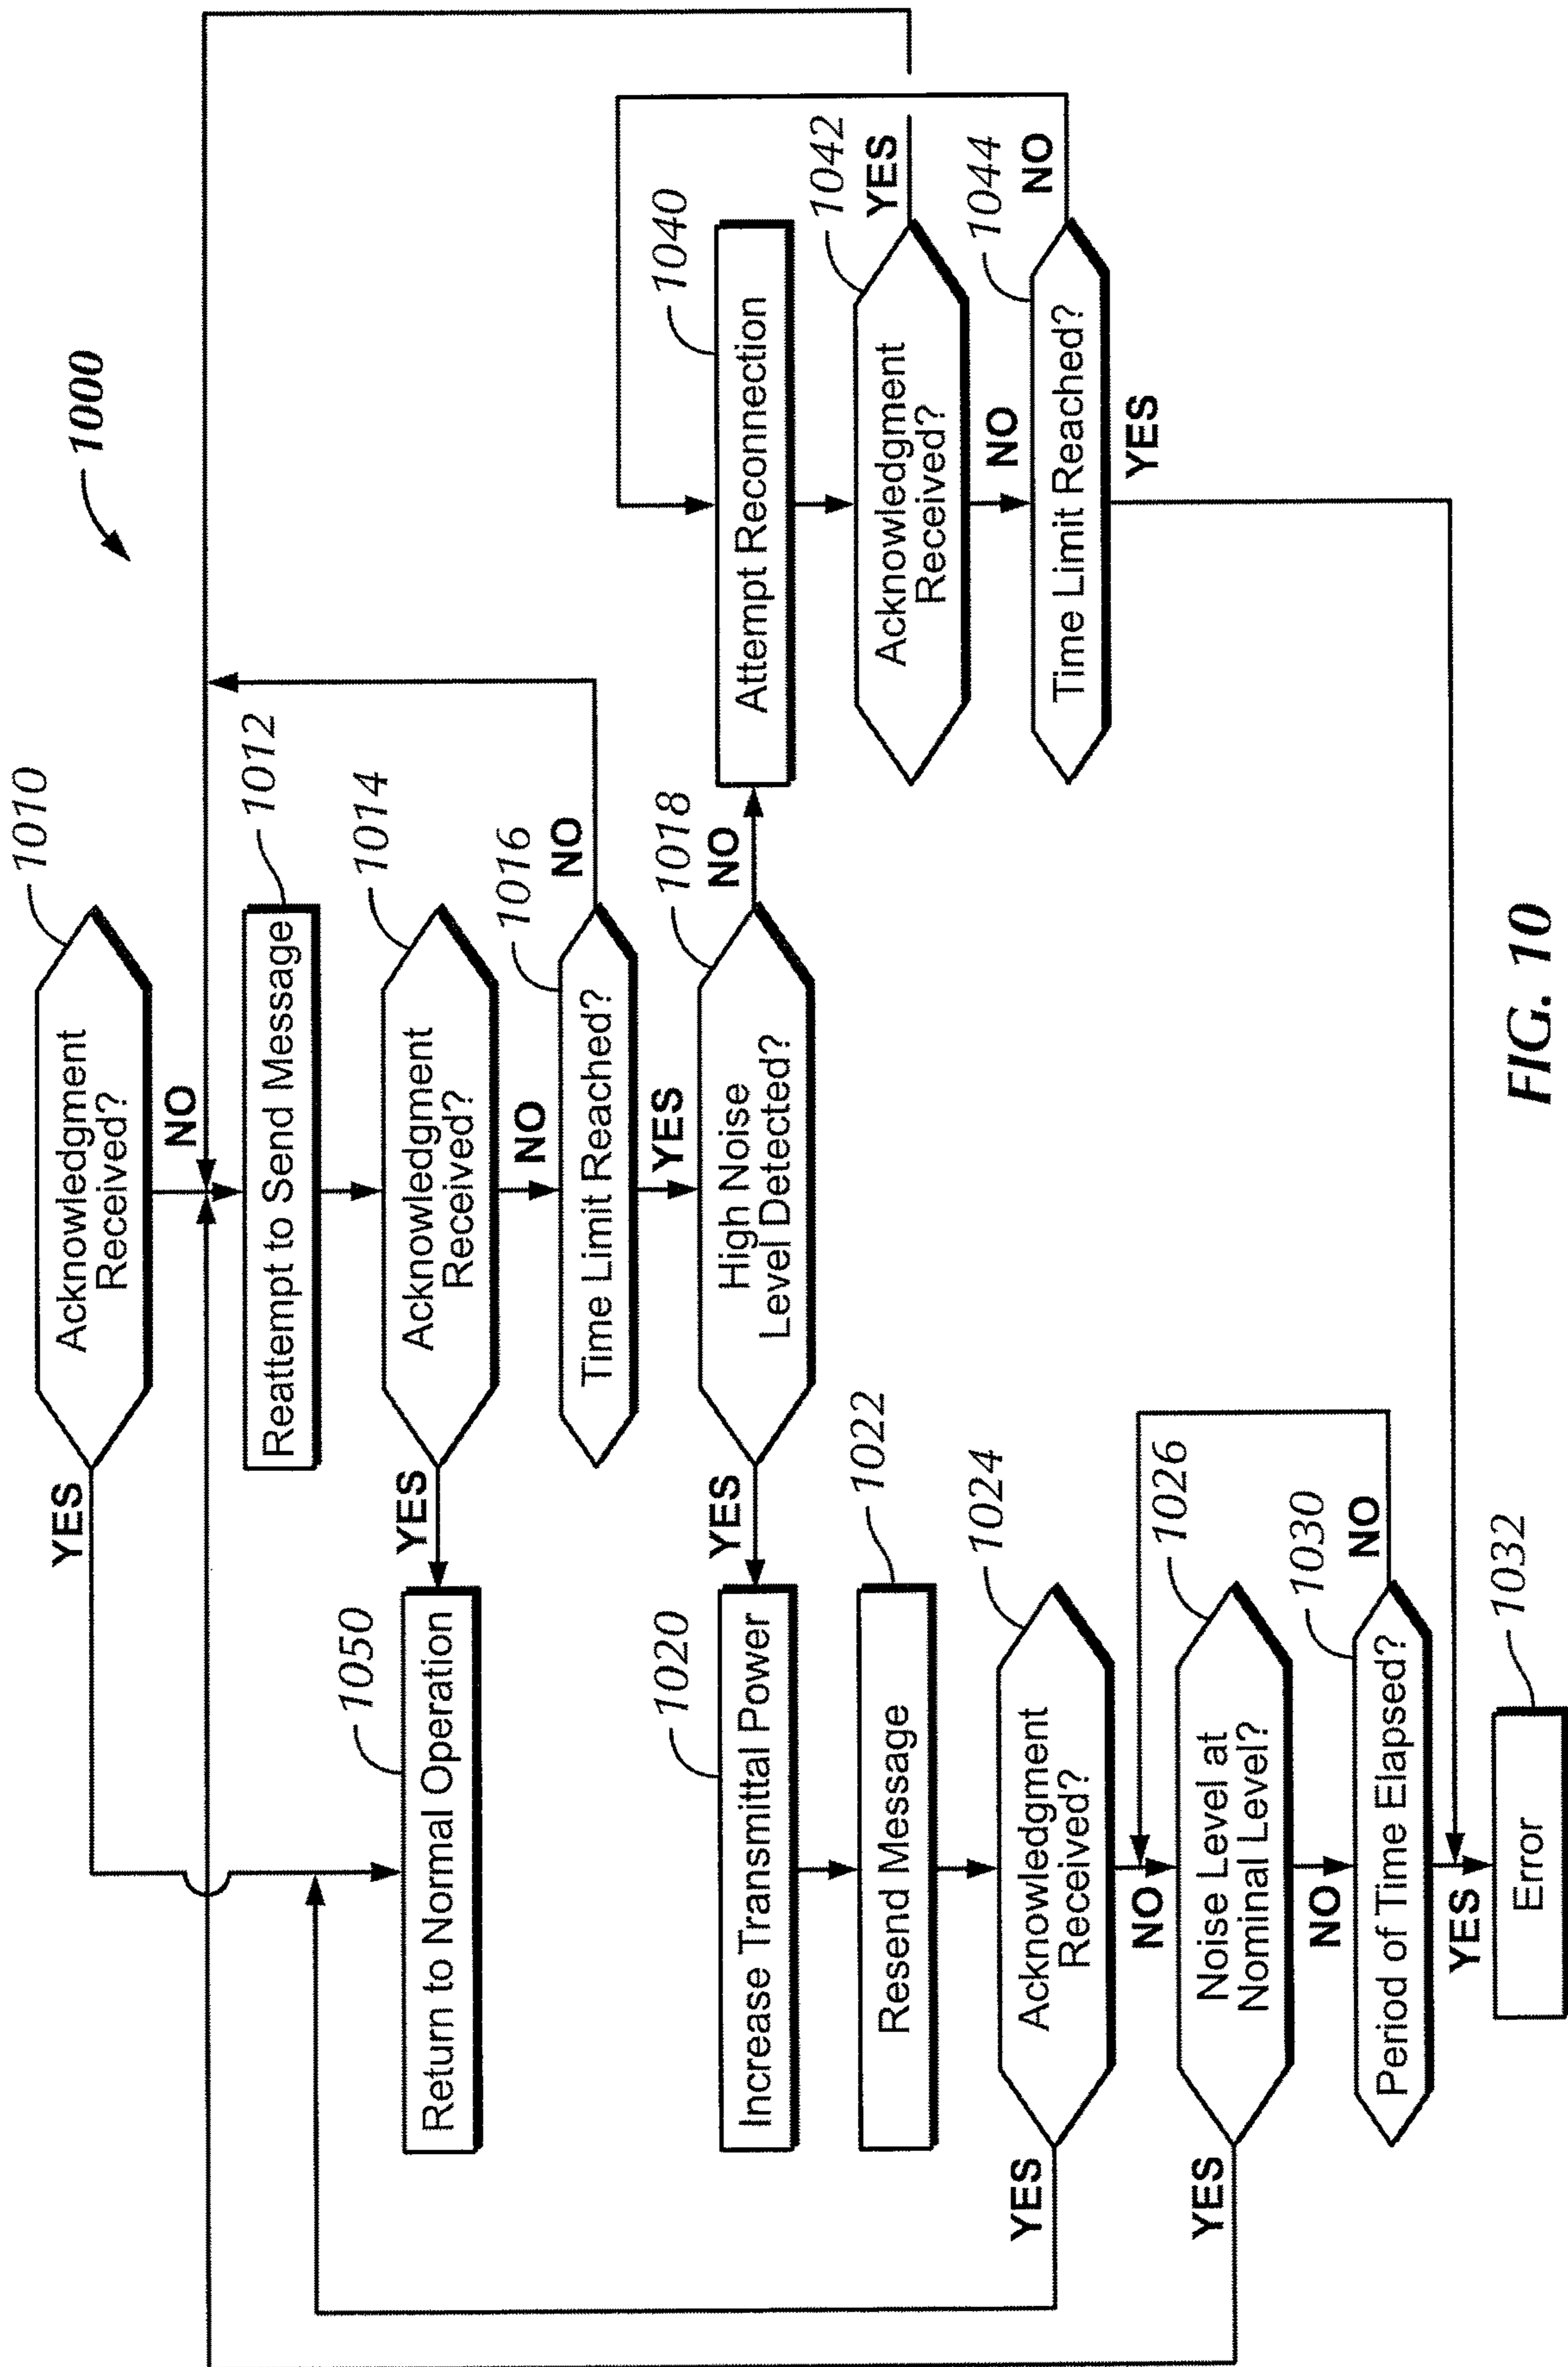 1000
1010
Acknowledgment
Received?
YES
NO
1012
Reattempt to Send Message
1014
Acknowledgment
Received?
YES
NO
1050
Return to Normal Operation
1016
Time Limit Reached?
NO
YES
1018
High Noise
Level Detected?
YES
NO
1020
Increase Transmittal Power
1022
Resend Message
1024
Acknowledgment
Received?
YES
NO
1026
Noise Level at
Nominal Level?
YES
NO
1030
Period of Time Elapsed?
NO
YES
1032
Error
1040
Attempt Reconnection
1042
Acknowledgment
Received?
YES
NO
1044
Time Limit Reached?
NO
YES
FIG. 10